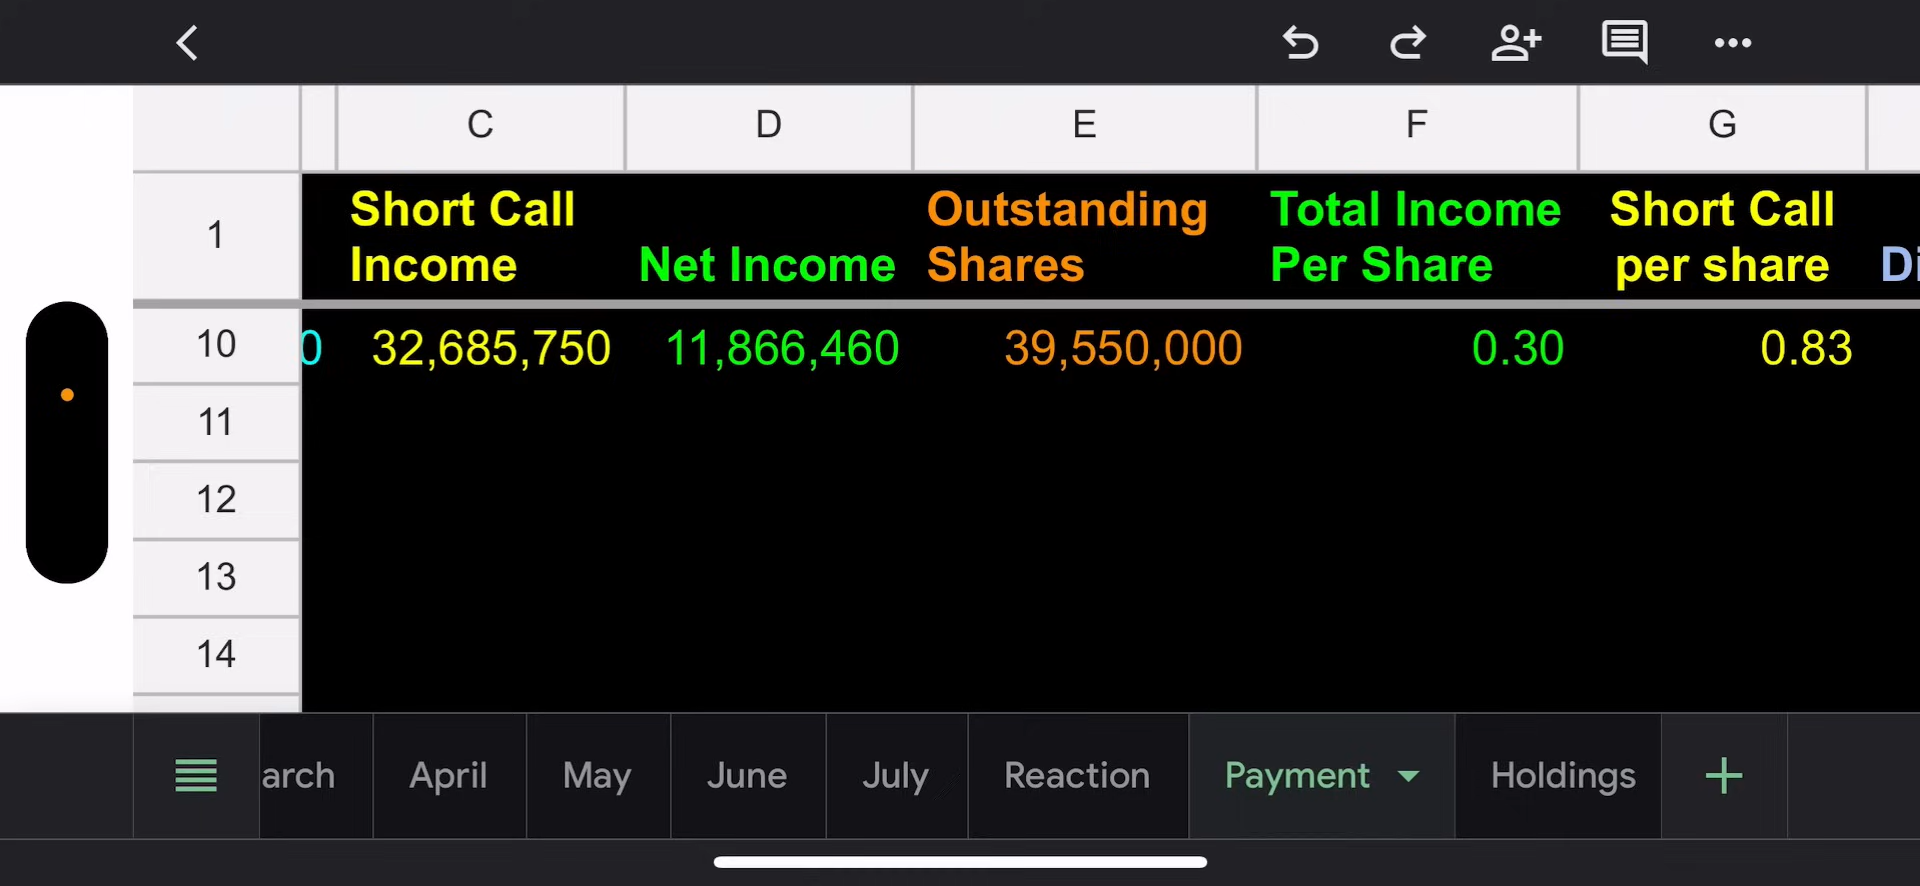 C D E F G
1
Short Call
Income
Net Income
Outstanding
Shares
Total Income
Per Share
Short Call
per share
Di
10 0 32,685,750 11,866,460 39,550,000 0.30 0.83
11
12
13
14
arch April May June July Reaction Payment Holdings +